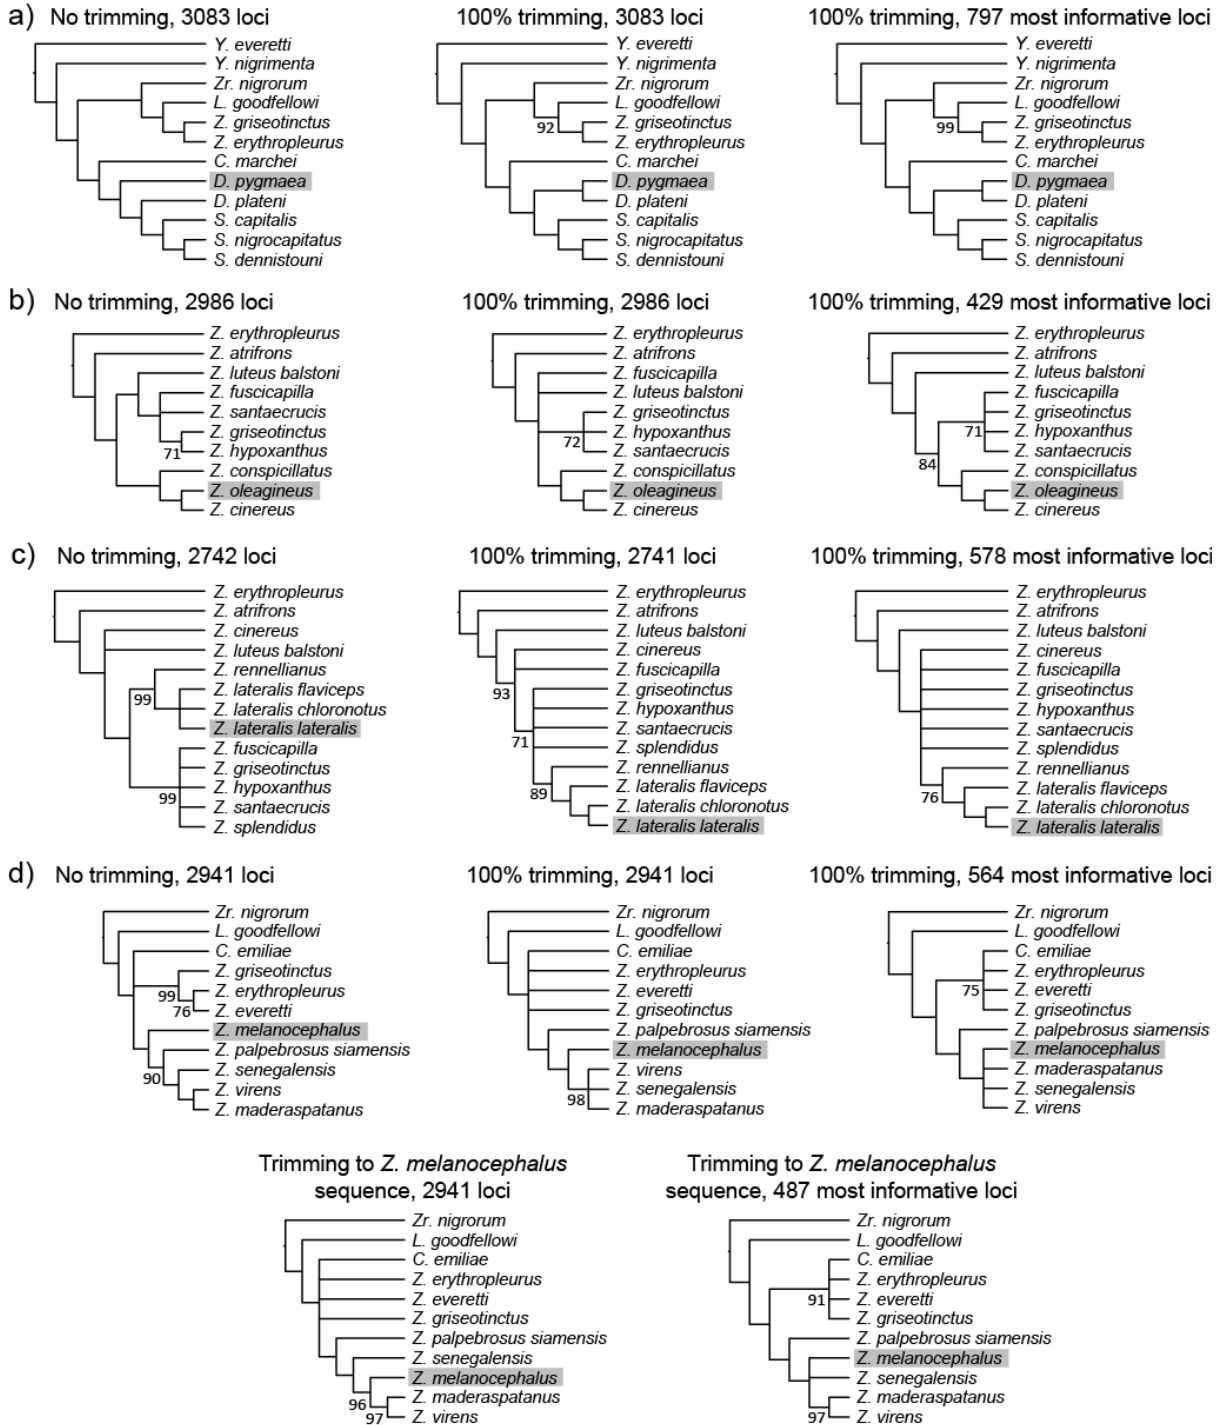 a) No trimming, 3083 loci
Y. everetti
Y. nigrimenta
Zr. nigrorum
L. goodfellowi
Z. griseotinctus
Z. erythropleurus
C. marchei
D. pygmaea
D. plateni
S. capitalis
S. nigrocapitatus
S. dennistouni
100% trimming, 3083 loci
Y. everetti
Y. nigrimenta
Zr. nigrorum
L. goodfellowi
92
Z. griseotinctus
Z. erythropleurus
C. marchei
D. pygmaea
D. plateni
S. capitalis
S. nigrocapitatus
S. dennistouni
100% trimming, 797 most informative loci
Y. everetti
Y. nigrimenta
Zr. nigrorum
L. goodfellowi
99
Z. griseotinctus
Z. erythropleurus
C. marchei
D. pygmaea
D. plateni
S. capitalis
S. nigrocapitatus
S. dennistouni
b) No trimming, 2986 loci
Z. erythropleurus
Z. atrifrons
Z. luteus balstoni
Z. fuscicapilla
Z. santaecrucis
Z. griseotinctus
71
Z. hypoxanthus
Z. conspicillatus
Z. oleagineus
Z. cinereus
100% trimming, 2986 loci
Z. erythropleurus
Z. atrifrons
Z. fuscicapilla
Z. luteus balstoni
Z. griseotinctus
72
Z. hypoxanthus
Z. santaecrucis
Z. conspicillatus
Z. oleagineus
Z. cinereus
100% trimming, 429 most informative loci
Z. erythropleurus
Z. atrifrons
Z. luteus balstoni
Z. fuscicapilla
Z. griseotinctus
71
Z. hypoxanthus
Z. santaecrucis
84
Z. conspicillatus
Z. oleagineus
Z. cinereus
c) No trimming, 2742 loci
Z. erythropleurus
Z. atrifrons
Z. cinereus
Z. luteus balstoni
Z. rennellianus
99
Z. lateralis flaviceps
Z. lateralis chloronotus
Z. lateralis lateralis
Z. fuscicapilla
Z. griseotinctus
Z. hypoxanthus
99
Z. santaecrucis
Z. splendidus
100% trimming, 2741 loci
Z. erythropleurus
Z. atrifrons
Z. luteus balstoni
Z. cinereus
Z. fuscicapilla
93
Z. griseotinctus
Z. hypoxanthus
Z. santaecrucis
71
Z. splendidus
Z. rennellianus
89
Z. lateralis flaviceps
Z. lateralis chloronotus
Z. lateralis lateralis
100% trimming, 578 most informative loci
Z. erythropleurus
Z. atrifrons
Z. luteus balstoni
Z. cinereus
Z. fuscicapilla
Z. griseotinctus
Z. hypoxanthus
Z. santaecrucis
Z. splendidus
Z. rennellianus
76
Z. lateralis flaviceps
Z. lateralis chloronotus
Z. lateralis lateralis
d) No trimming, 2941 loci
Zr. nigrorum
L. goodfellowi
C. emiliae
Z. griseotinctus
99
Z. erythropleurus
76
Z. everetti
Z. melanocephalus
Z. palpebrosus siamensis
90
Z. senegalensis
Z. virens
Z. maderaspatanus
100% trimming, 2941 loci
Zr. nigrorum
L. goodfellowi
C. emiliae
Z. erythropleurus
Z. everetti
Z. griseotinctus
Z. palpebrosus siamensis
Z. melanocephalus
Z. virens
98
Z. senegalensis
Z. maderaspatanus
100% trimming, 564 most informative loci
Zr. nigrorum
L. goodfellowi
C. emiliae
Z. erythropleurus
75
Z. everetti
Z. griseotinctus
Z. palpebrosus siamensis
Z. melanocephalus
Z. maderaspatanus
Z. senegalensis
Z. virens
Trimming to Z. melanocephalus
sequence, 2941 loci
Zr. nigrorum
L. goodfellowi
C. emiliae
Z. erythropleurus
Z. everetti
Z. griseotinctus
Z. palpebrosus siamensis
Z. senegalensis
Z. melanocephalus
96
Z. maderaspatanus
97
Z. virens
Trimming to Z. melanocephalus
sequence, 487 most informative loci
Zr. nigrorum
L. goodfellowi
C. emiliae
Z. erythropleurus
91
Z. everetti
Z. griseotinctus
Z. palpebrosus siamensis
Z. melanocephalus
Z. senegalensis
Z. maderaspatanus
97
Z. virens